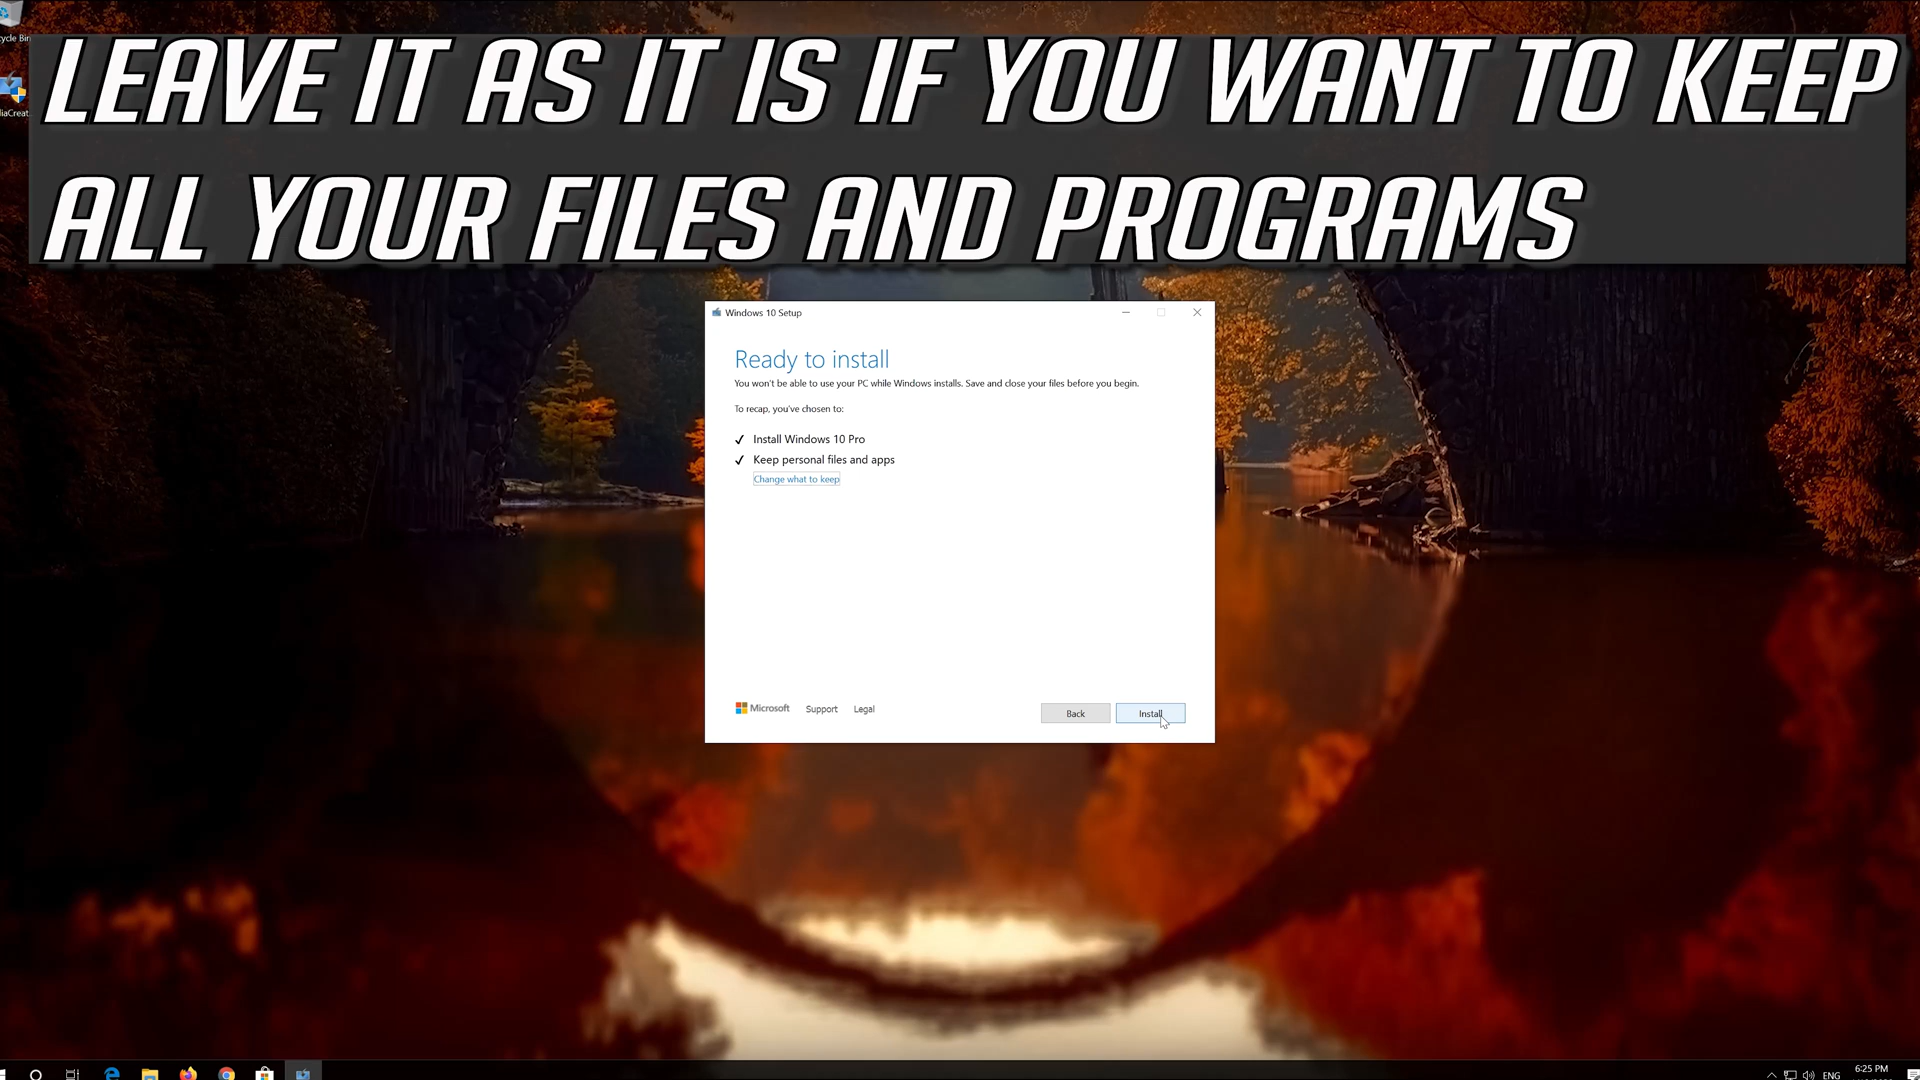 cycle Bin
LEAVE IT AS IT IS IF YOU WANT TO KEEP
diaCreat
ALL YOUR FILES AND PROGRAMS
Windows 10 Setup
Ready to install
You won't be able to use your PC while Windows installs. Save and close your files before you begin.
To recap, you've chosen to:
Install Windows 10 Pro
Keep personal files and apps
Change what to keep
Microsoft Support Legal Back Install
ENG 6:25 PM